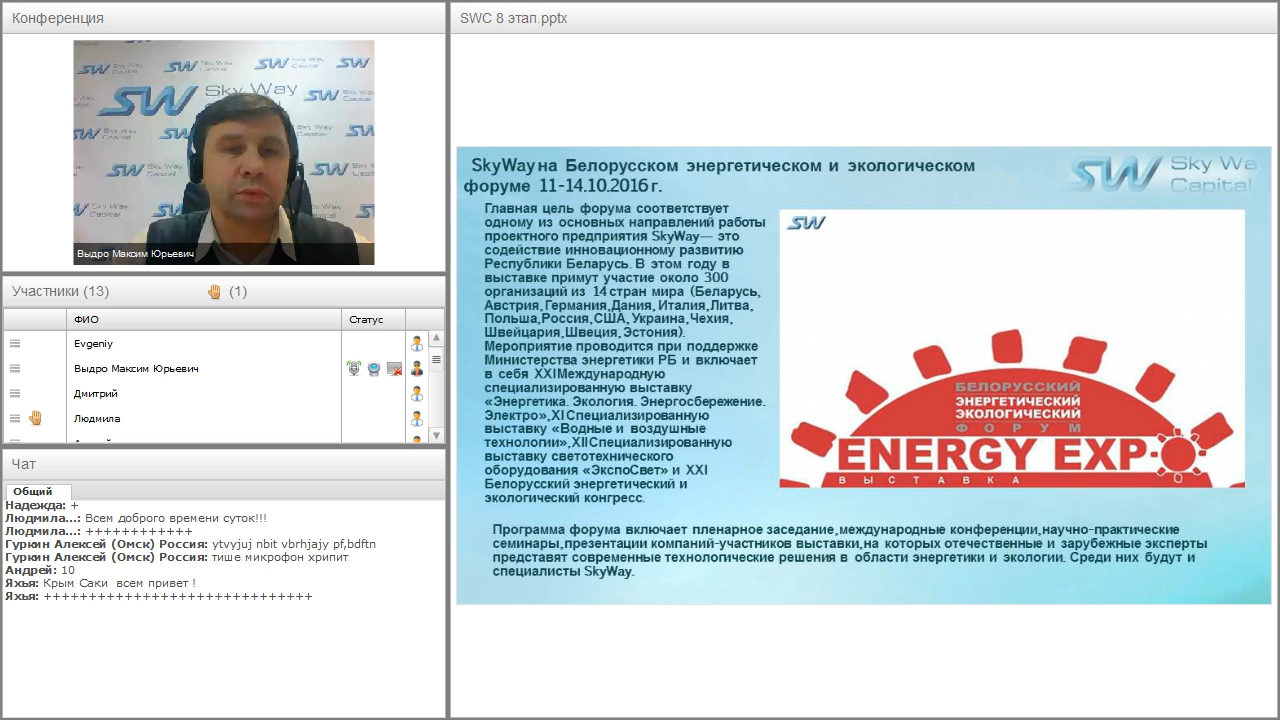 Конференция
SW
Sky Way
Capital
Выдро Максим Юрьевич
Участники (13)
(1)
ФИО
Статус
Evgeniy
Выдро Максим Юрьевич
Дмитрий
Людмила
Чат
Общий
Надежда: +
Людмила...: Всем доброго времени суток!!!
Людмила...: ++++++++++++
Гуркин Алексей (Омск) Россия: ytvyjuj nbit vbrhjajy pf,bdftn
Гуркин Алексей (Омск) Россия: тише микрофон хрипит
Андрей: 10
Яхья: Крым Саки всем привет !
Яхья: ++++++++++++++++++++++++++++++
SWC 8 этап.pptx
SkyWay на Белорусском энергетическом и экологическом
форуме 11-14.10.2016 г.
SW Sky Wa
Capital
Главная цель форума соответствует
одному из основных направлений работы
проектного предприятия SkyWay— это
содействие инновационному развитию
Республики Беларусь. В этом году в
выставке примут участие около 300
организаций из 14 стран мира (Беларусь,
Австрия, Германия, Дания, Италия, Литва,
Польша, Россия, США, Украина, Чехия,
Швейцария, Швеция, Эстония).
Мероприятие проводится при поддержке
Министерства энергетики РБ и включает
в себя XXI Международную
специализированную выставку
«Энергетика. Экология. Энергосбережение.
Электро», XI Специализированную
выставку «Водные и воздушные
технологии», XII Специализированную
выставку светотехнического
оборудования «ЭкспоСвет» и XXI
Белорусский энергетический и
экологический конгресс.
SW
БЕЛОРУССКИЙ
ЭНЕРГЕТИЧЕСКИЙ
ЭКОЛОГИЧЕСКИЙ
ФОРУМ
ENERGY EXPO
ВЫСТАВКА
Программа форума включает пленарное заседание, международные конференции, научно-практические
семинары, презентации компаний-участников выставки, на которых отечественные и зарубежные эксперты
представят современные технологические решения в области энергетики и экологии. Среди них будут и
специалисты SkyWay.